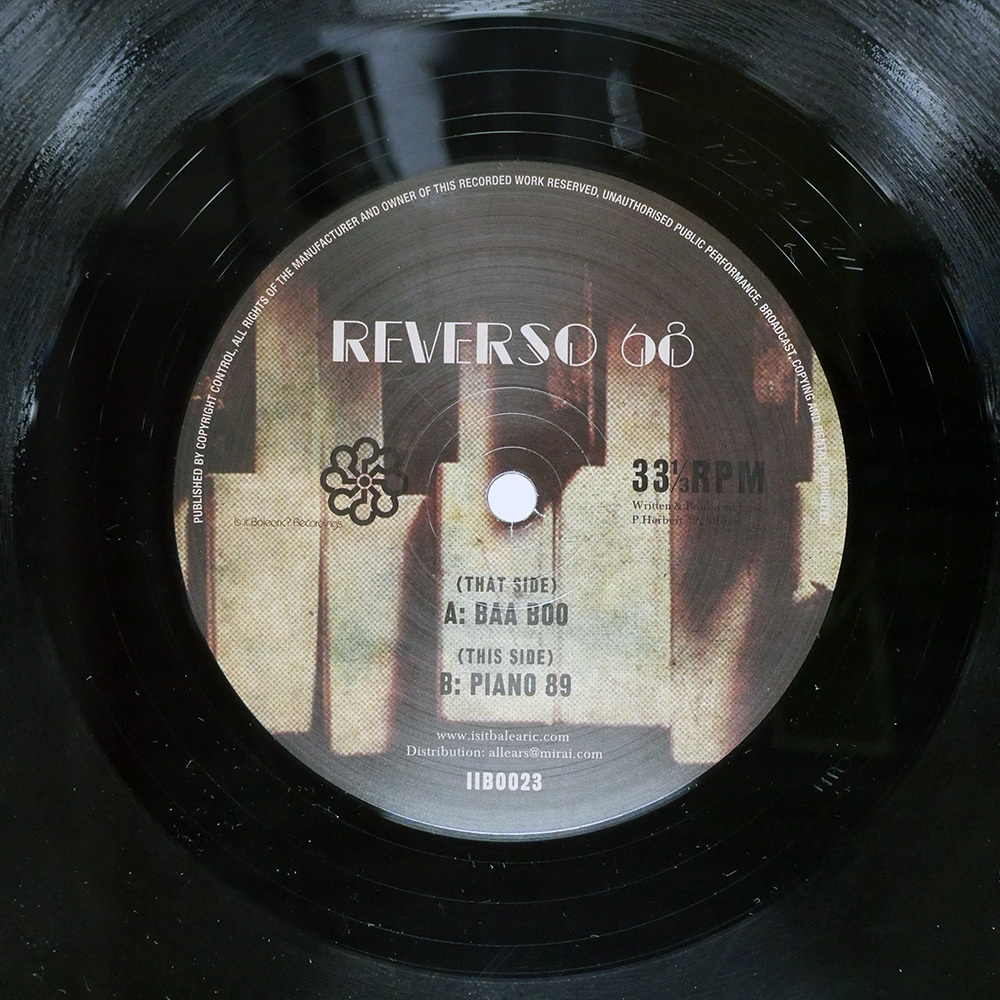 PUBLISHED BY COPYRIGHT CONTROL. ALL RIGHTS OF THE MANUFACTURER AND OWNER OF THIS RECORDED WORK RESERVED, UNAUTHORISED PUBLIC PERFORMANCE, BROADCAST, COPYING AND
REVERSO 68
33⅓RPM
Written &
P.Herbert
Is it Balearic? Recordings
(THAT SIDE)
A: BAA BOO
(THIS SIDE)
B: PIANO 89
www.isitbalearic.com
Distribution: allears@mirai.com
IIB0023